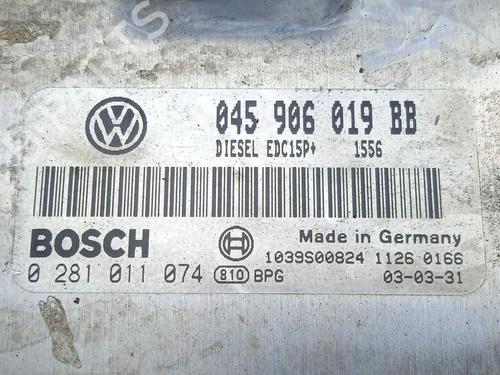 045 906 019 BB
DIESEL EDC15P+ 1556
BOSCH
Made in Germany
1039S00824 1126 0166
0 281 011 074 810 BPG 03-03-31